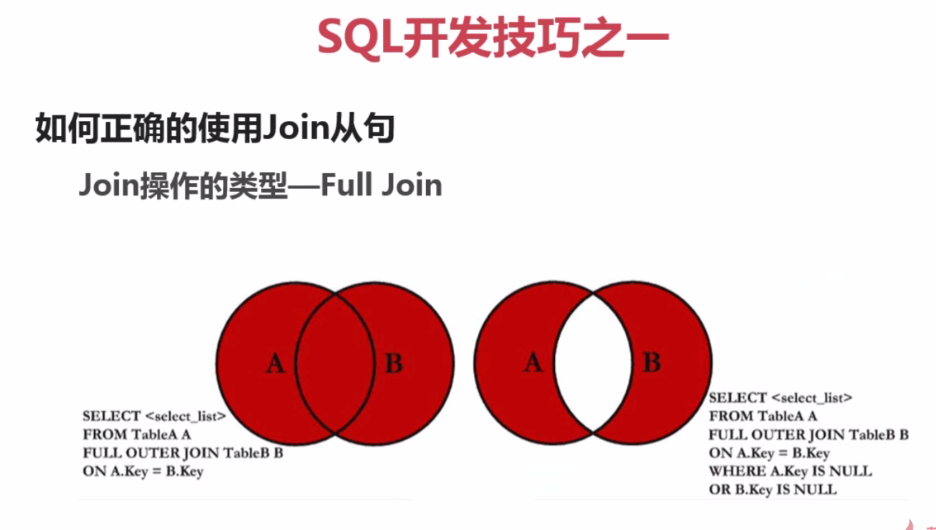 SQL开发技巧之一
如何正确的使用Join从句
Join操作的类型—Full Join
A
B
A
B
SELECT <select_list>
FROM TableA A
FULL OUTER JOIN TableB B
ON A.Key = B.Key
SELECT <select_list>
FROM TableA A
FULL OUTER JOIN TableB B
ON A.Key = B.Key
WHERE A.Key IS NULL
OR B.Key IS NULL